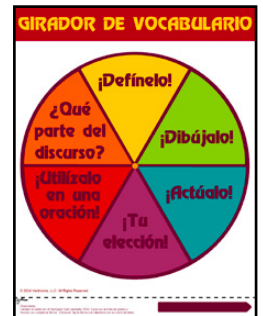 GIRADOR DE VOCABULARIO
¡Defínelo!
¡Dibújalo!
¡Actúalo!
¡Tu
elección!
¡Utilízalo
en una
oración!
¿Qué
parte del
discurso?